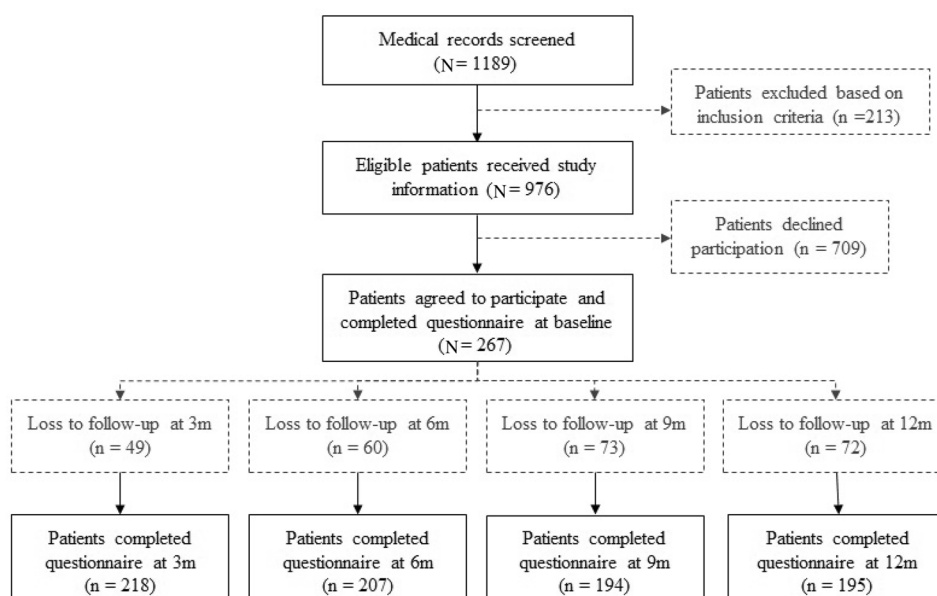 Medical records screened
(N = 1189)
Patients excluded based on
inclusion criteria (n =213)
Eligible patients received study
information (N = 976)
Patients declined
participation (n = 709)
Patients agreed to participate and
completed questionnaire at baseline
(N = 267)
Loss to follow-up at 3m
(n = 49)
Loss to follow-up at 6m
(n = 60)
Loss to follow-up at 9m
(n = 73)
Loss to follow-up at 12m
(n = 72)
Patients completed
questionnaire at 3m
(n = 218)
Patients completed
questionnaire at 6m
(n = 207)
Patients completed
questionnaire at 9m
(n = 194)
Patients completed
questionnaire at 12m
(n = 195)